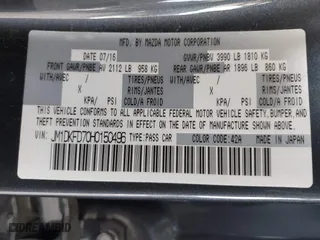 MFD. BY MAZDA MOTOR CORPORATION
DATE 07/16 GVWR/PNBV 3990 LB 1810 KG
FRONT GAWR/PNBE AV 2112 LB 958 KG REAR GAWR/PNBE AR 1896 LB 860 KG
WITH/AVEC TIRES/PNEUS WITH/AVEC TIRES/PNEUS
X RIMS/JANTES X RIMS/JANTES
KPA/ PSI COLD/A FROID KPA/ PSI COLD/A FROID
THIS VEHICLE CONFORMS TO ALL APPLICABLE FEDERAL MOTOR VEHICLE SAFETY,
BUMPER, AND THEFT PREVENTION STANDARDS IN EFFECT ON THE DATE OF
MANUFACTURE SHOWN ABOVE.
VIN: JM1DKFD70H0150496 TYPE:PASS CAR COLOR CODE:42A MADE IN JAPAN